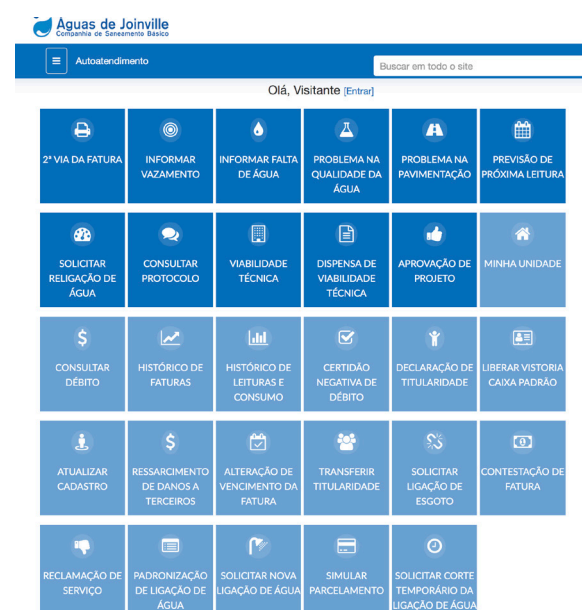 Águas de Joinville
Companhia de Saneamento Básico
Autoatendimento
Buscar em todo o site
Olá, Visitante [Entrar]
2ª VIA DA FATURA
INFORMAR
VAZAMENTO
INFORMAR FALTA
DE ÁGUA
PROBLEMA NA
QUALIDADE DA
ÁGUA
PROBLEMA NA
PAVIMENTAÇÃO
PREVISÃO DE
PRÓXIMA LEITURA
SOLICITAR
RELIGAÇÃO DE
ÁGUA
CONSULTAR
PROTOCOLO
VIABILIDADE
TÉCNICA
DISPENSA DE
VIABILIDADE
TÉCNICA
APROVAÇÃO DE
PROJETO
MINHA UNIDADE
CONSULTAR
DÉBITO
HISTÓRICO DE
FATURAS
HISTÓRICO DE
LEITURAS E
CONSUMO
CERTIDÃO
NEGATIVA DE
DÉBITO
DECLARAÇÃO DE
TITULARIDADE
LIBERAR VISTORIA
CAIXA PADRÃO
ATUALIZAR
CADASTRO
RESSARCIMENTO
DE DANOS A
TERCEIROS
ALTERAÇÃO DE
VENCIMENTO DA
FATURA
TRANSFERIR
TITULARIDADE
SOLICITAR
LIGAÇÃO DE
ESGOTO
CONTESTAÇÃO DE
FATURA
RECLAMAÇÃO DE
SERVIÇO
PADRONIZAÇÃO
DE LIGAÇÃO DE
ÁGUA
SOLICITAR NOVA
LIGAÇÃO DE ÁGUA
SIMULAR
PARCELAMENTO
SOLICITAR CORTE
TEMPORÁRIO DA
LIGAÇÃO DE ÁGUA